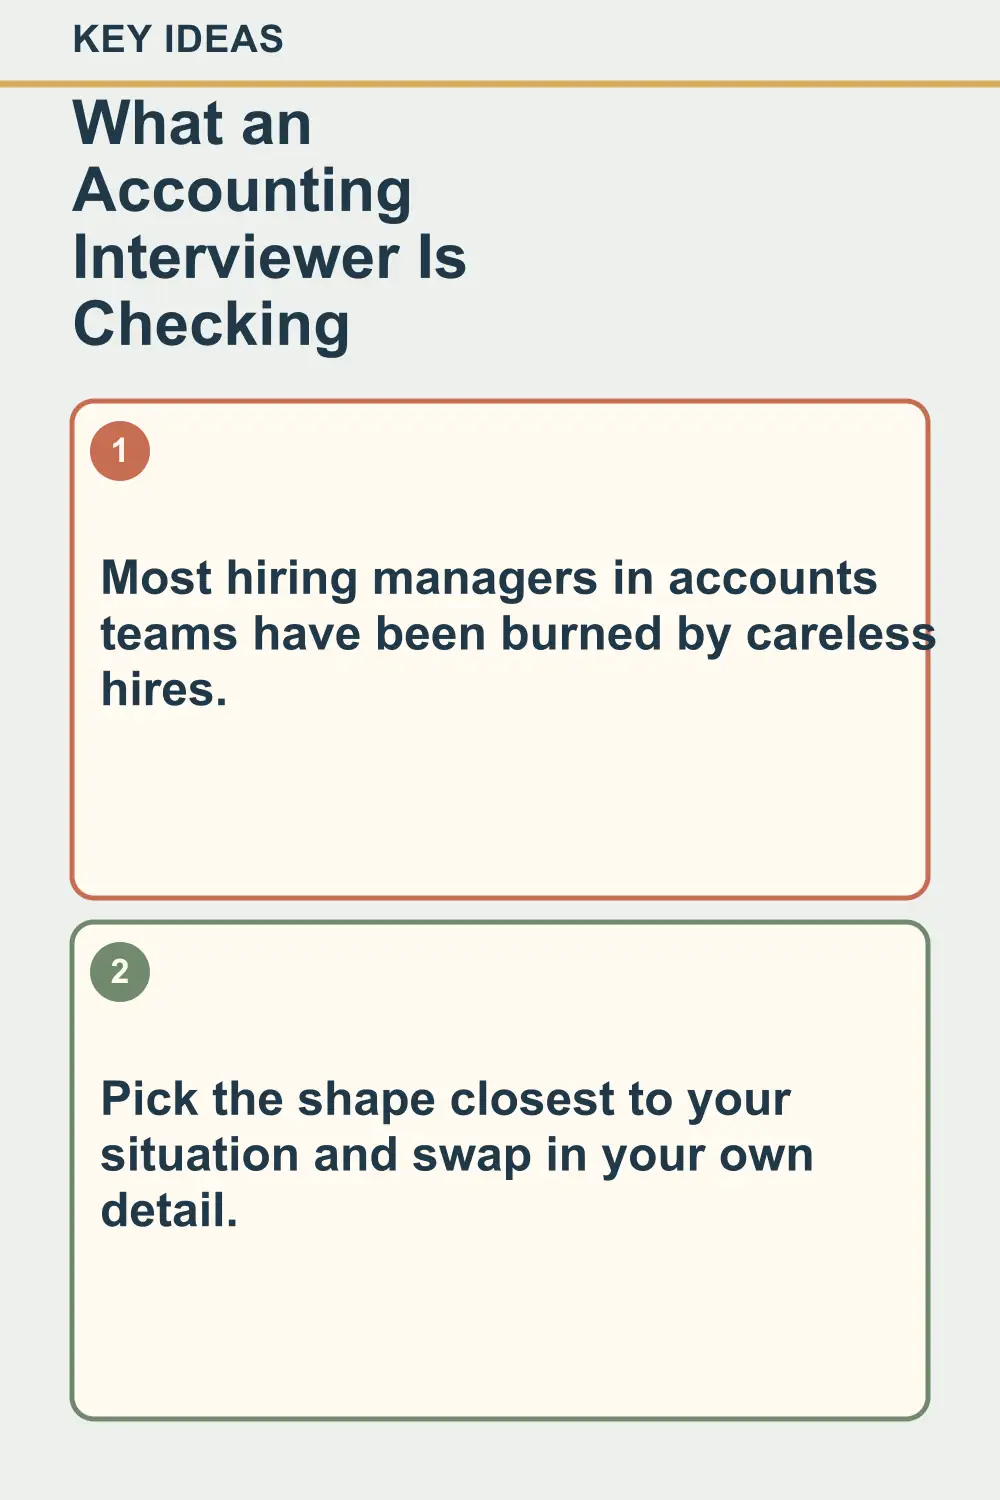 KEY IDEAS
What an
Accounting
Interviewer Is
Checking
1
Most hiring managers in accounts
teams have been burned by careless
hires.
2
Pick the shape closest to your
situation and swap in your own
detail.